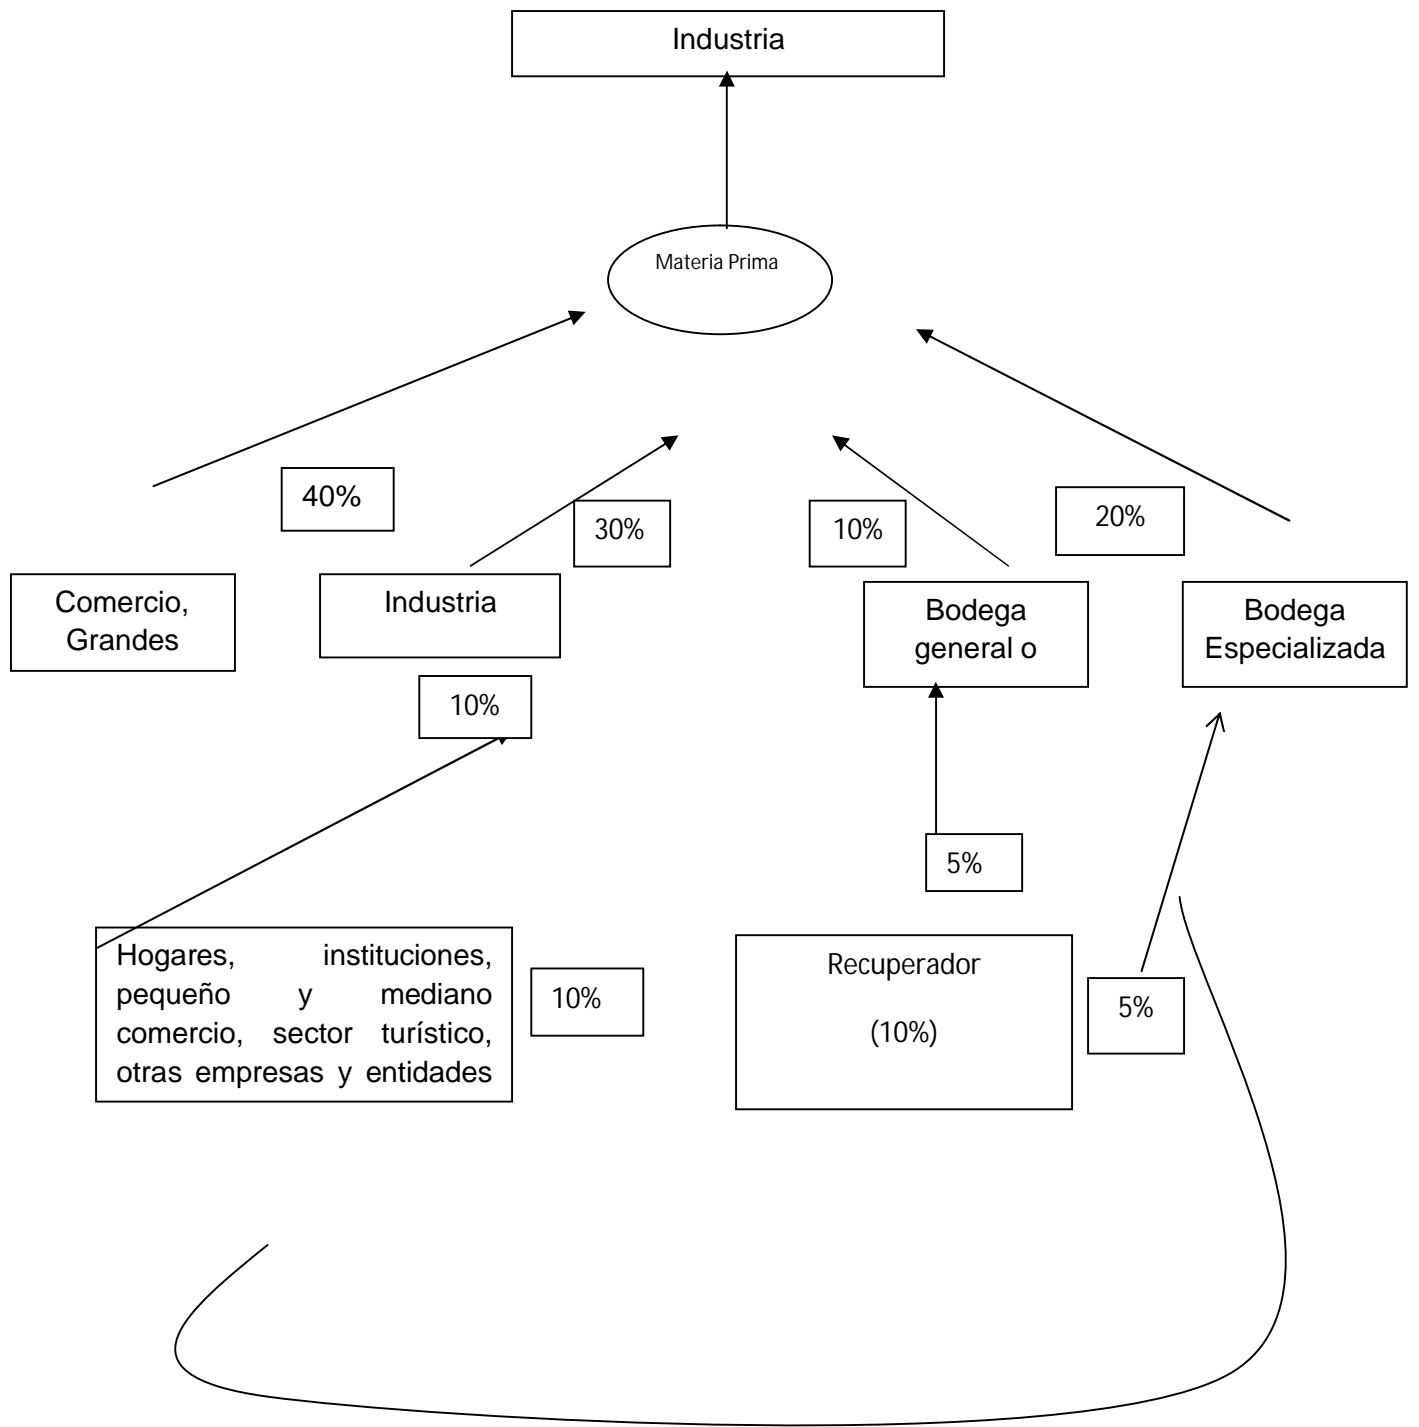 Industria
Materia Prima
40%
30%
10%
20%
Comercio,
Grandes
Industria
Bodega
general o
Bodega
Especializada
10%
5%
Hogares, instituciones,
pequeño y mediano
comercio, sector turístico,
otras empresas y entidades
10%
Recuperador
(10%)
5%